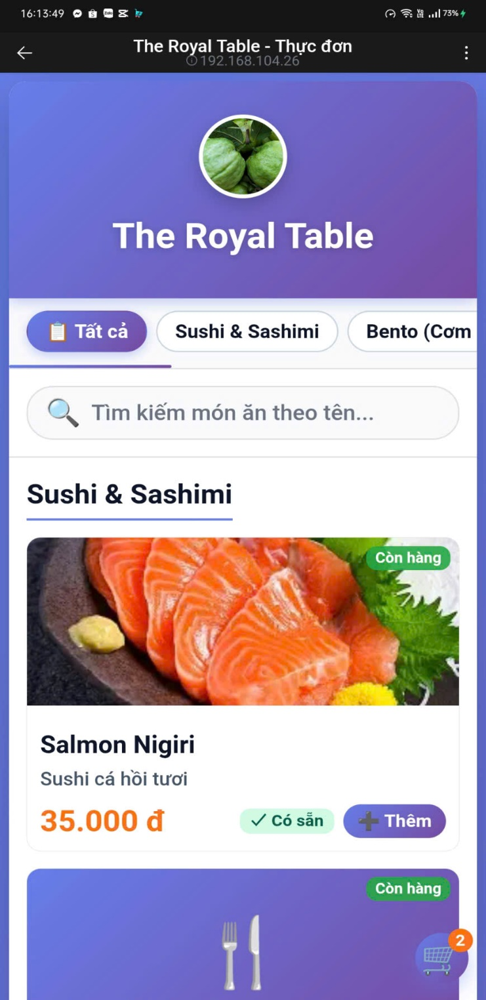 16:13:49
73%
The Royal Table - Thực đơn
192.168.104.26
The Royal Table
Tất cả
Sushi & Sashimi
Bento (Cơm
Tìm kiếm món ăn theo tên...
Sushi & Sashimi
Còn hàng
Salmon Nigiri
Sushi cá hồi tươi
35.000 đ
Có sẵn
Thêm
Còn hàng
2